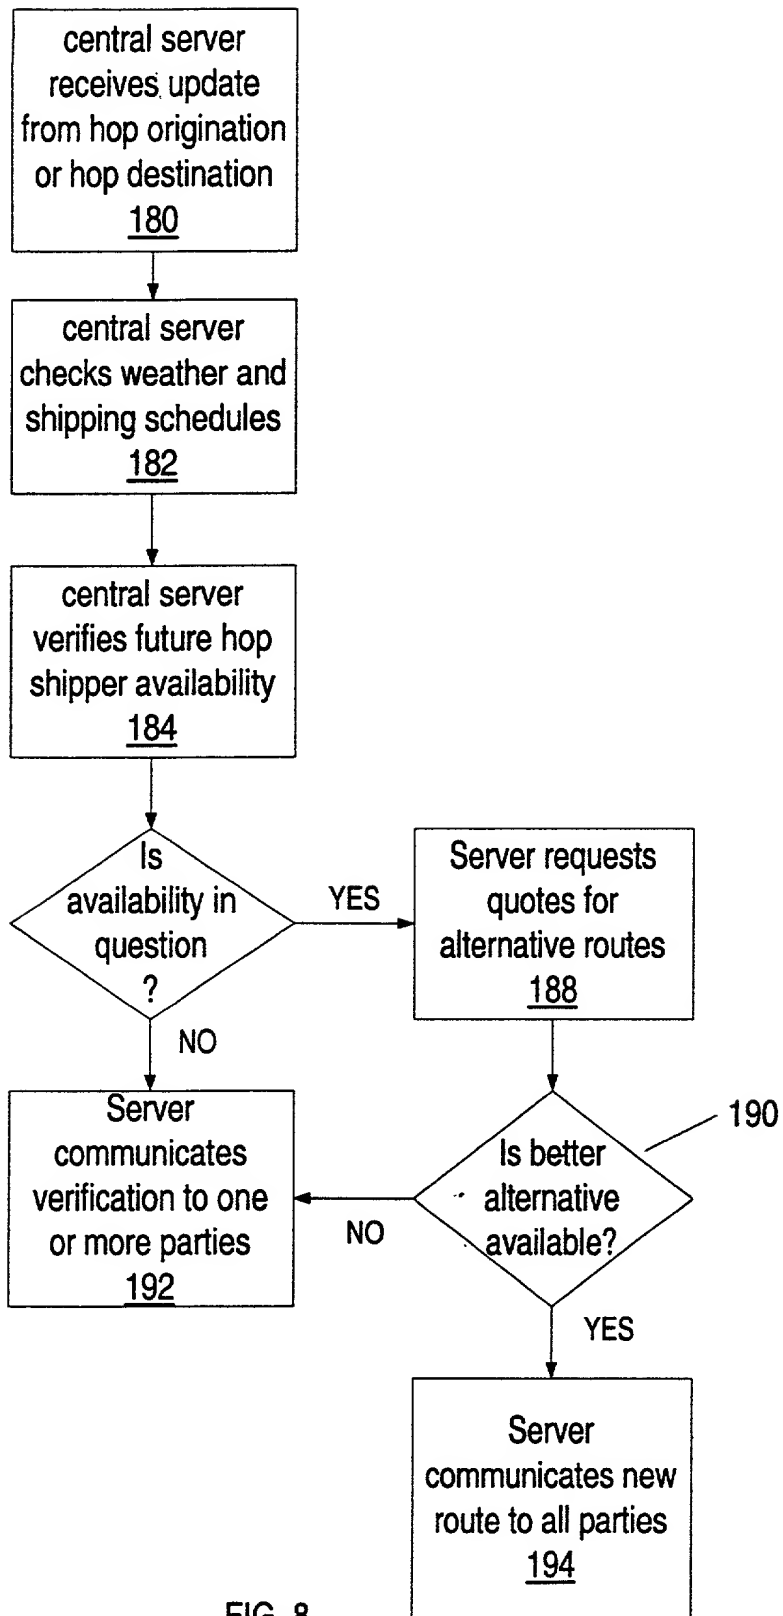 central server
receives update
from hop origination
or hop destination
180
central server
checks weather and
shipping schedules
182
central server
verifies future hop
shipper availability
184
Is
availability in
question
?
YES
Server requests
quotes for
alternative routes
188
NO
Server
communicates
verification to one
or more parties
192
190
Is better
alternative
available?
NO
YES
Server
communicates new
route to all parties
194
FIG. 8